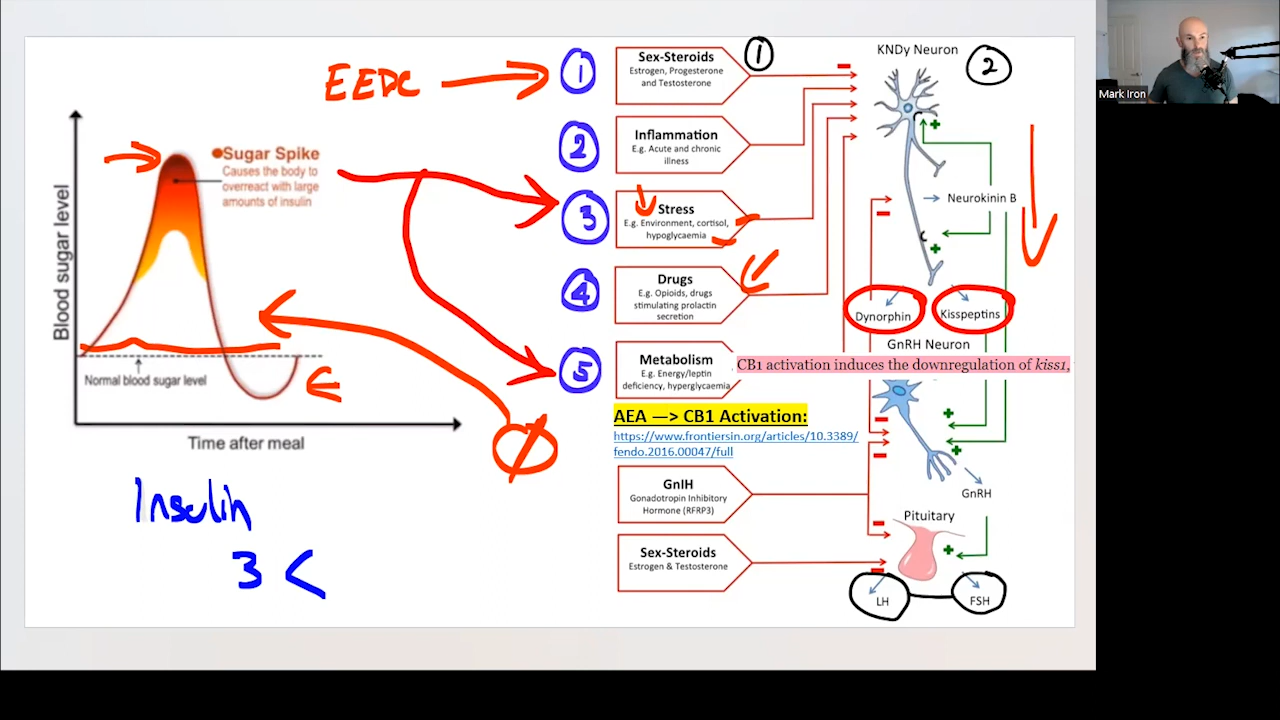 EEDC
Blood sugar level
Sugar Spike
Causes the body to
overreact with large
amounts of insulin
Normal blood sugar level
Time after meal
Insulin
3 <
1
Sex-Steroids
Estrogen, Progesterone
and Testosterone
1
2
Inflammation
E.g. Acute and chronic
illness
3
Stress
E.g. Environment, cortisol,
hypoglycaemia
4
Drugs
E.g. Opioids, drugs
stimulating prolactin
secretion
5
Metabolism
E.g. Energy/leptin
deficiency, hyperglycaemia
AEA —> CB1 Activation:
https://www.frontiersin.org/articles/10.3389/
fendo.2016.00047/full
GnIH
Gonadotropin Inhibitory
Hormone (RFRP3)
Sex-Steroids
Estrogen & Testosterone
KNDy Neuron
2
Neurokinin B
Dynorphin
Kisspeptins
GnRH Neuron
CB1 activation induces the downregulation of kiss1,
GnRH
Pituitary
LH
FSH
Mark Iron